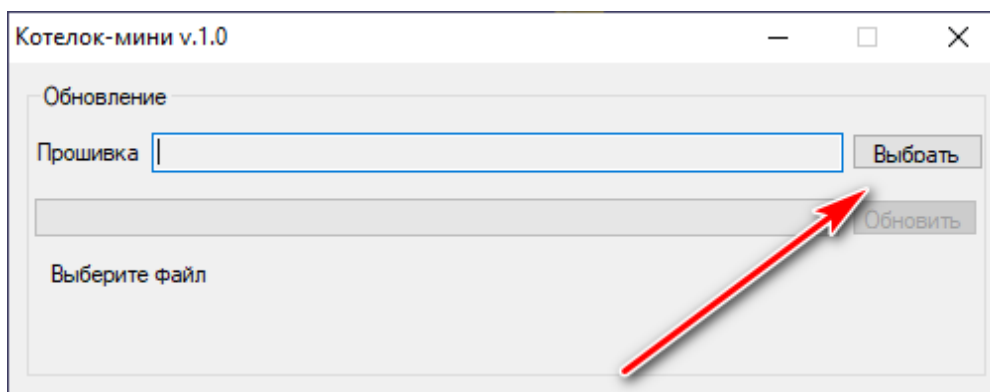 Котелок-мини v.1.0
Обновление
Прошивка
Выбрать
Обновить
Выберите файл